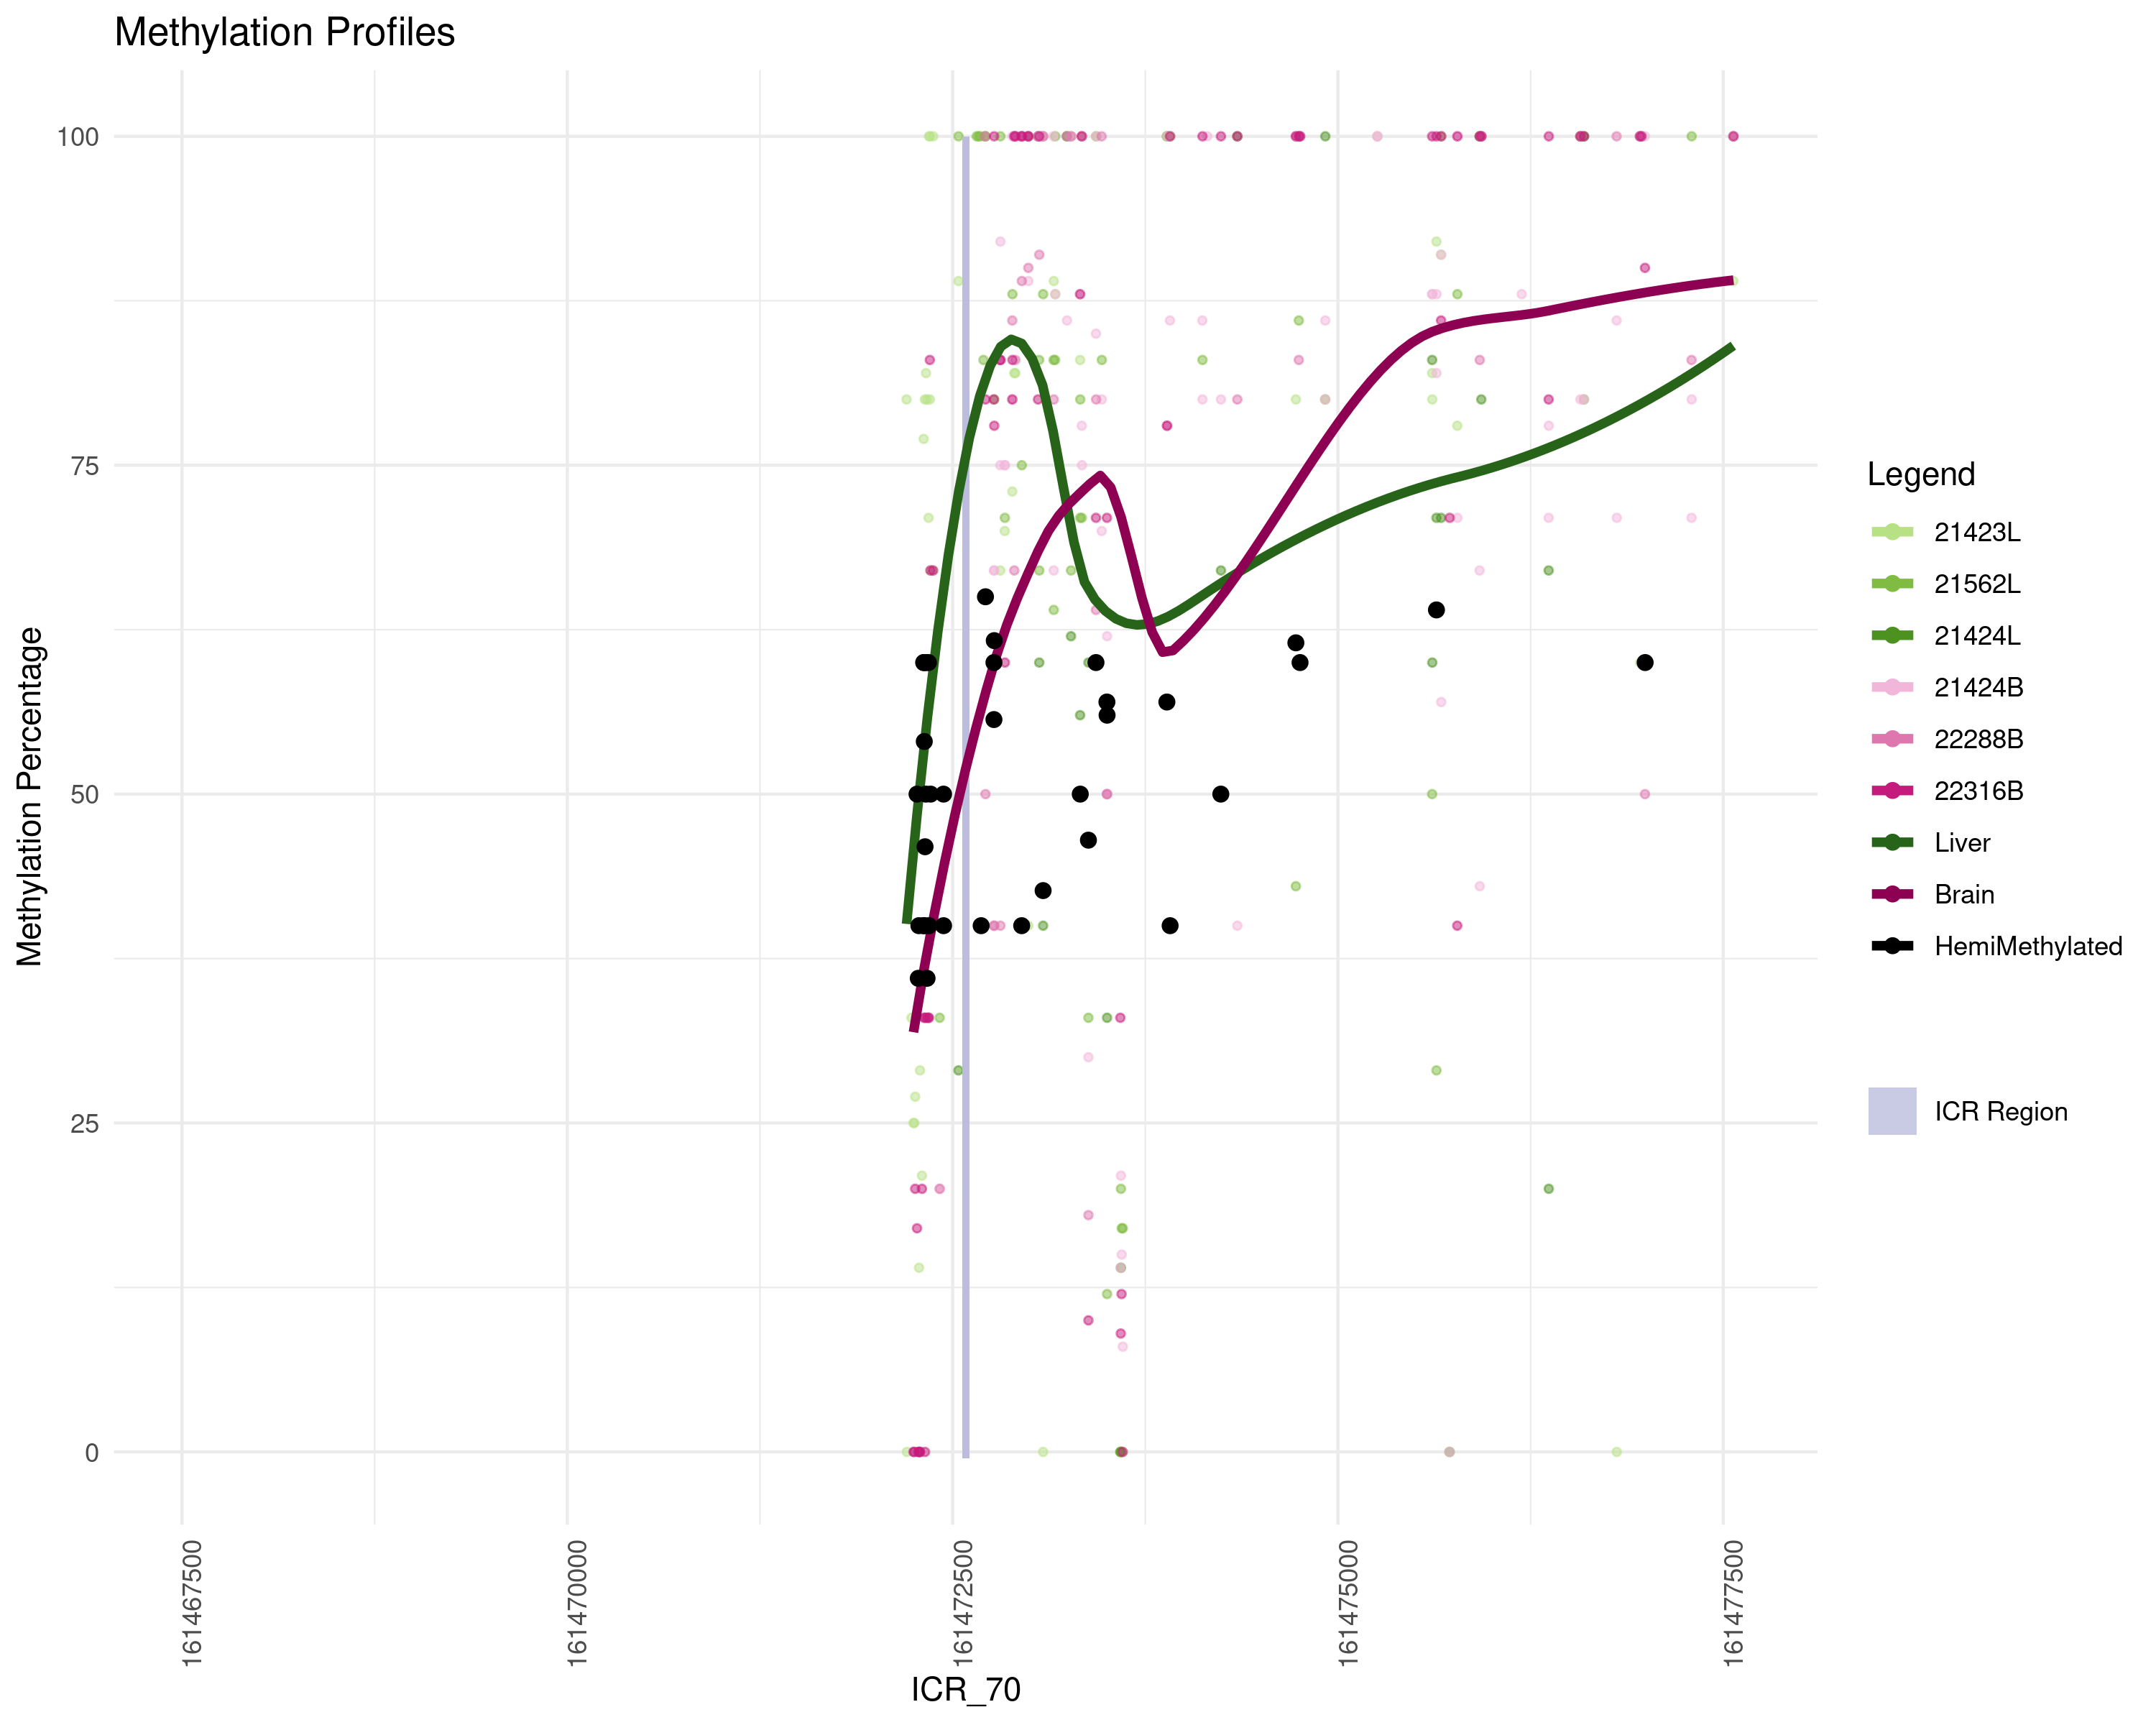 Methylation Profiles
Methylation Percentage
100
75
50
25
0
161467500
161470000
161472500
161475000
161477500
ICR_70
Legend
21423L
21562L
21424L
21424B
22288B
22316B
Liver
Brain
HemiMethylated
ICR Region